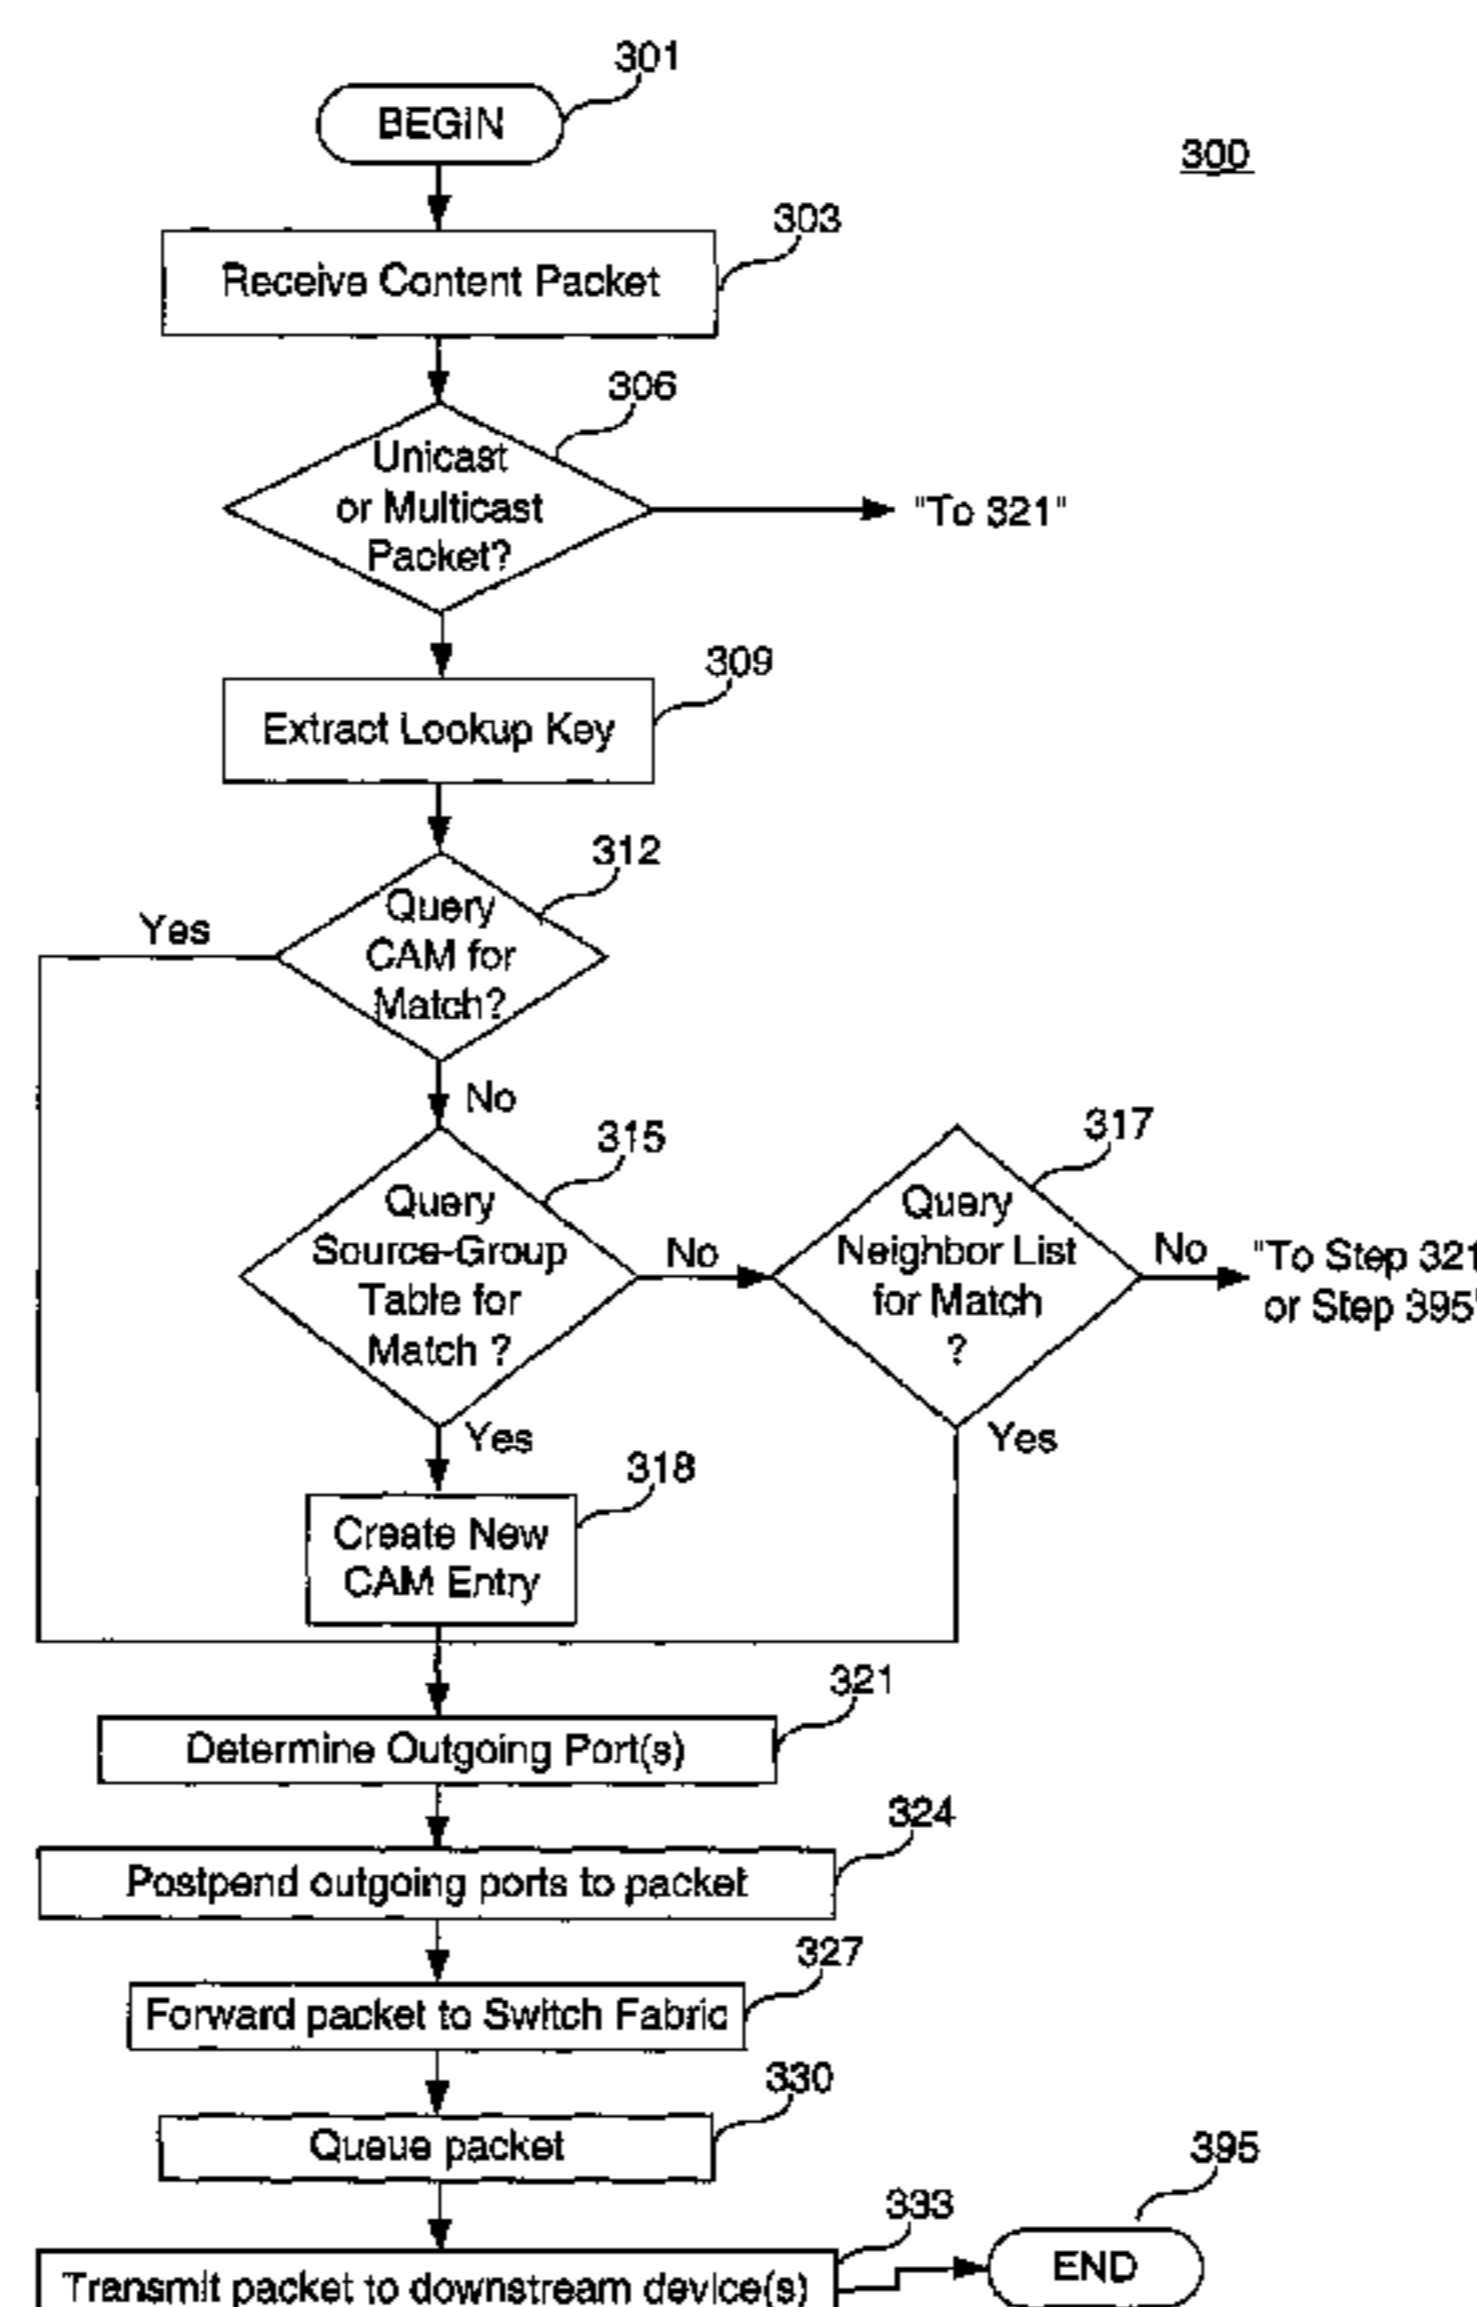 301
BEGIN
300
303
Receive Content Packet
306
Unicast
or Multicast
Packet?
"To 321"
309
Extract Lookup Key
312
Query
CAM for
Match?
Yes
No
315
Query
Source-Group
Table for
Match ?
No
317
Query
Neighbor List
for Match
?
No
"To Step 321
or Step 395"
Yes
Yes
318
Create New
CAM Entry
321
Determine Outgoing Port(s)
324
Postpend outgoing ports to packet
327
Forward packet to Switch Fabric
330
Queue packet
395
333
END
Transmit packet to downstream device(s)